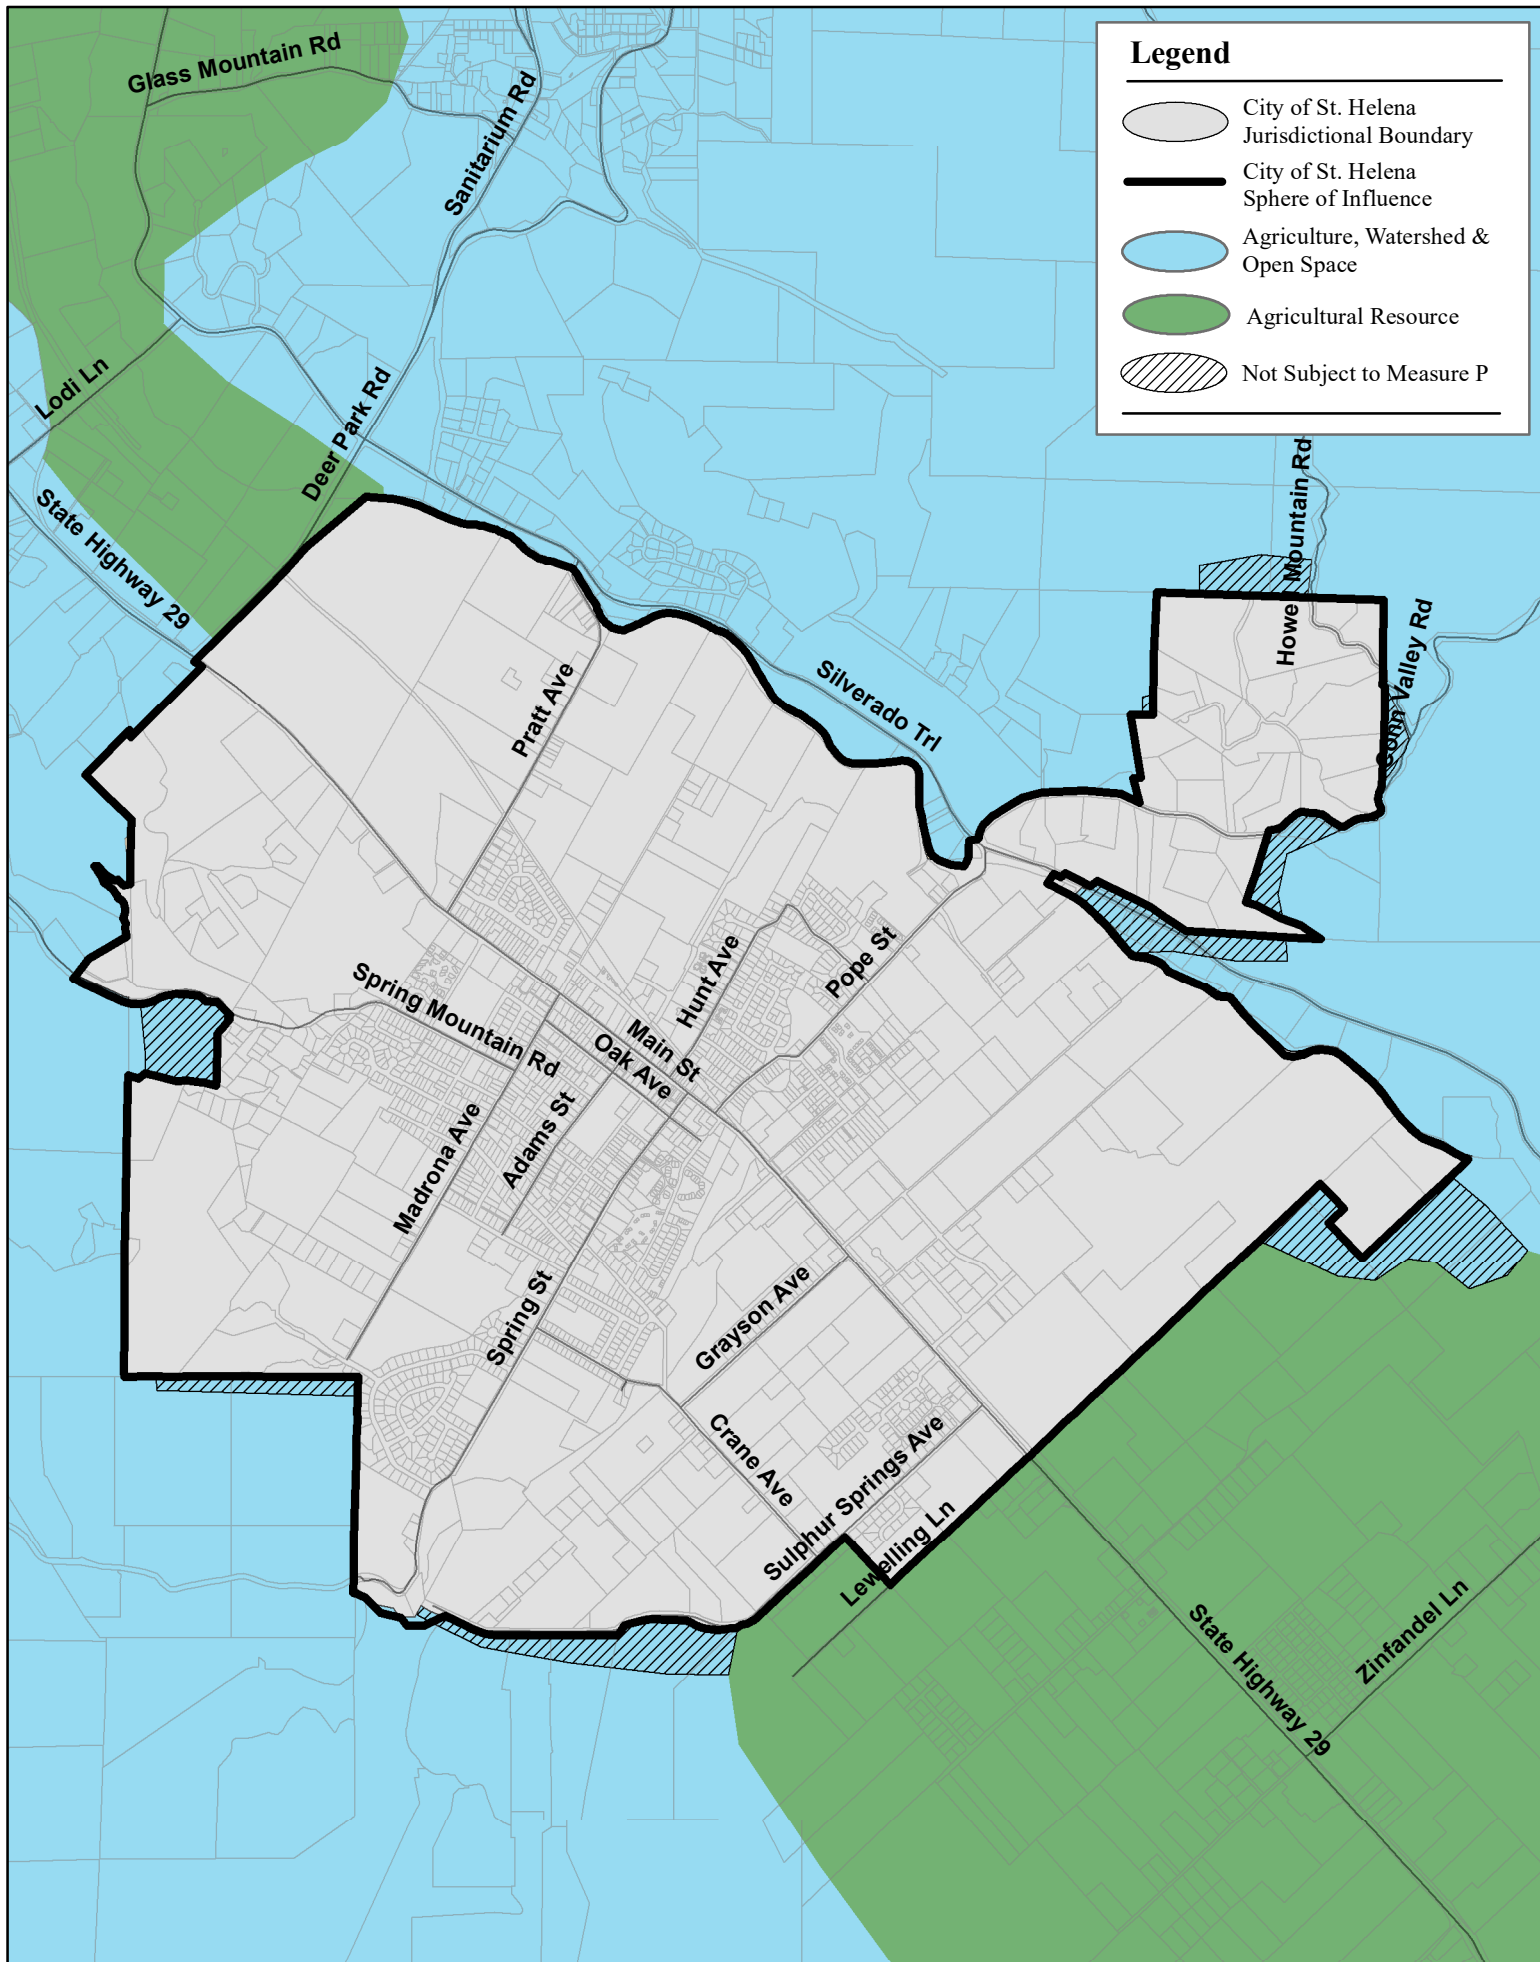 Legend
City of St. Helena
Jurisdictional Boundary
City of St. Helena
Sphere of Influence
Agriculture, Watershed &
Open Space
Agricultural Resource
Not Subject to Measure P
Glass Mountain Rd
Sanitarium Rd
Lodi Ln
Deer Park Rd
State Highway 29
Howell Mountain Rd
Conn Valley Rd
Pratt Ave
Silverado Trl
Hunt Ave
Pope St
Spring Mountain Rd
Main St
Oak Ave
Madrona Ave
Adams St
Spring St
Grayson Ave
Crane Ave
Sulphur Springs Ave
Lewelling Ln
State Highway 29
Zinfandel Ln